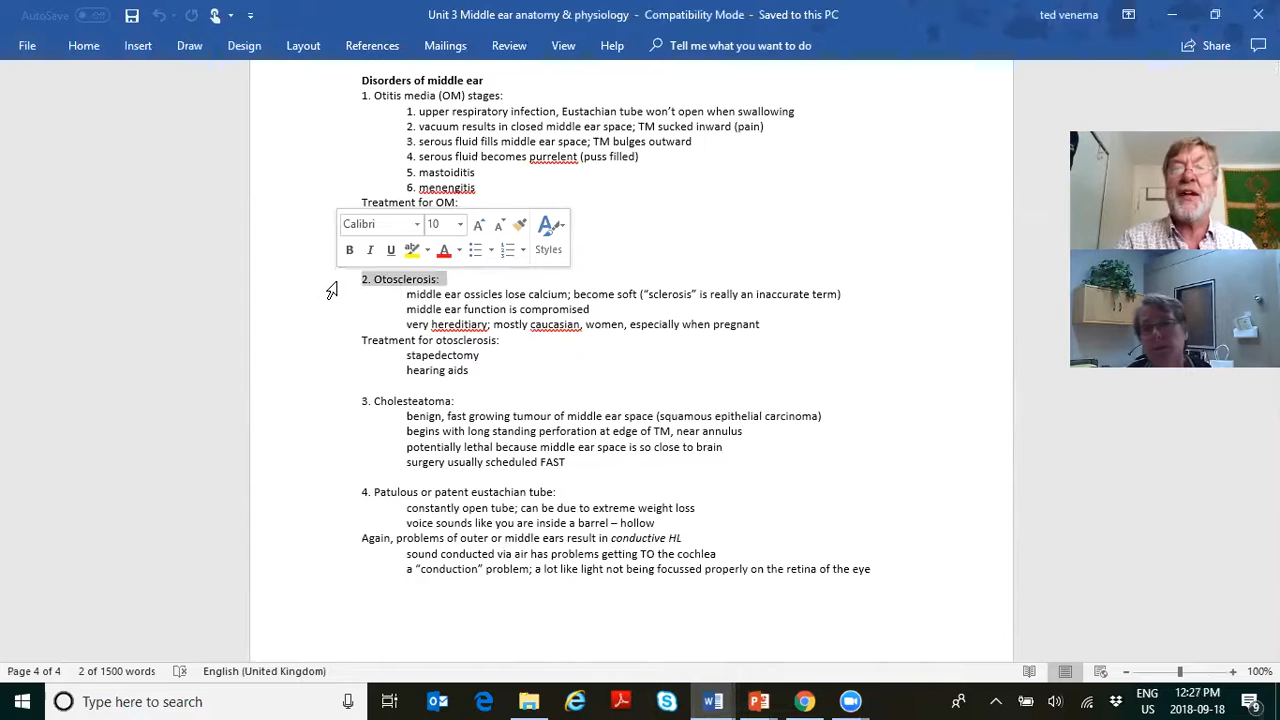 AutoSave Off
Unit 3 Middle ear anatomy & physiology - Compatibility Mode - Saved to this PC
ted venema
File Home Insert Draw Design Layout References Mailings Review View Help Tell me what you want to do Share
Disorders of middle ear
1. Otitis media (OM) stages:
1. upper respiratory infection, Eustachian tube won't open when swallowing
2. vacuum results in closed middle ear space; TM sucked inward (pain)
3. serous fluid fills middle ear space; TM bulges outward
4. serous fluid becomes purrelent (puss filled)
5. mastoiditis
6. menengitis
Treatment for OM:
Calibri 10
B I U ab A Styles
2. Otosclerosis:
middle ear ossicles lose calcium; become soft ("sclerosis" is really an inaccurate term)
middle ear function is compromised
very hereditiary; mostly caucasian, women, especially when pregnant
Treatment for otosclerosis:
stapedectomy
hearing aids
3. Cholesteatoma:
benign, fast growing tumour of middle ear space (squamous epithelial carcinoma)
begins with long standing perforation at edge of TM, near annulus
potentially lethal because middle ear space is so close to brain
surgery usually scheduled FAST
4. Patulous or patent eustachian tube:
constantly open tube; can be due to extreme weight loss
voice sounds like you are inside a barrel – hollow
Again, problems of outer or middle ears result in conductive HL
sound conducted via air has problems getting TO the cochlea
a "conduction" problem; a lot like light not being focussed properly on the retina of the eye
Page 4 of 4 2 of 1500 words English (United Kingdom) 100%
Type here to search
ENG 12:27 PM
US 2018-09-18 9